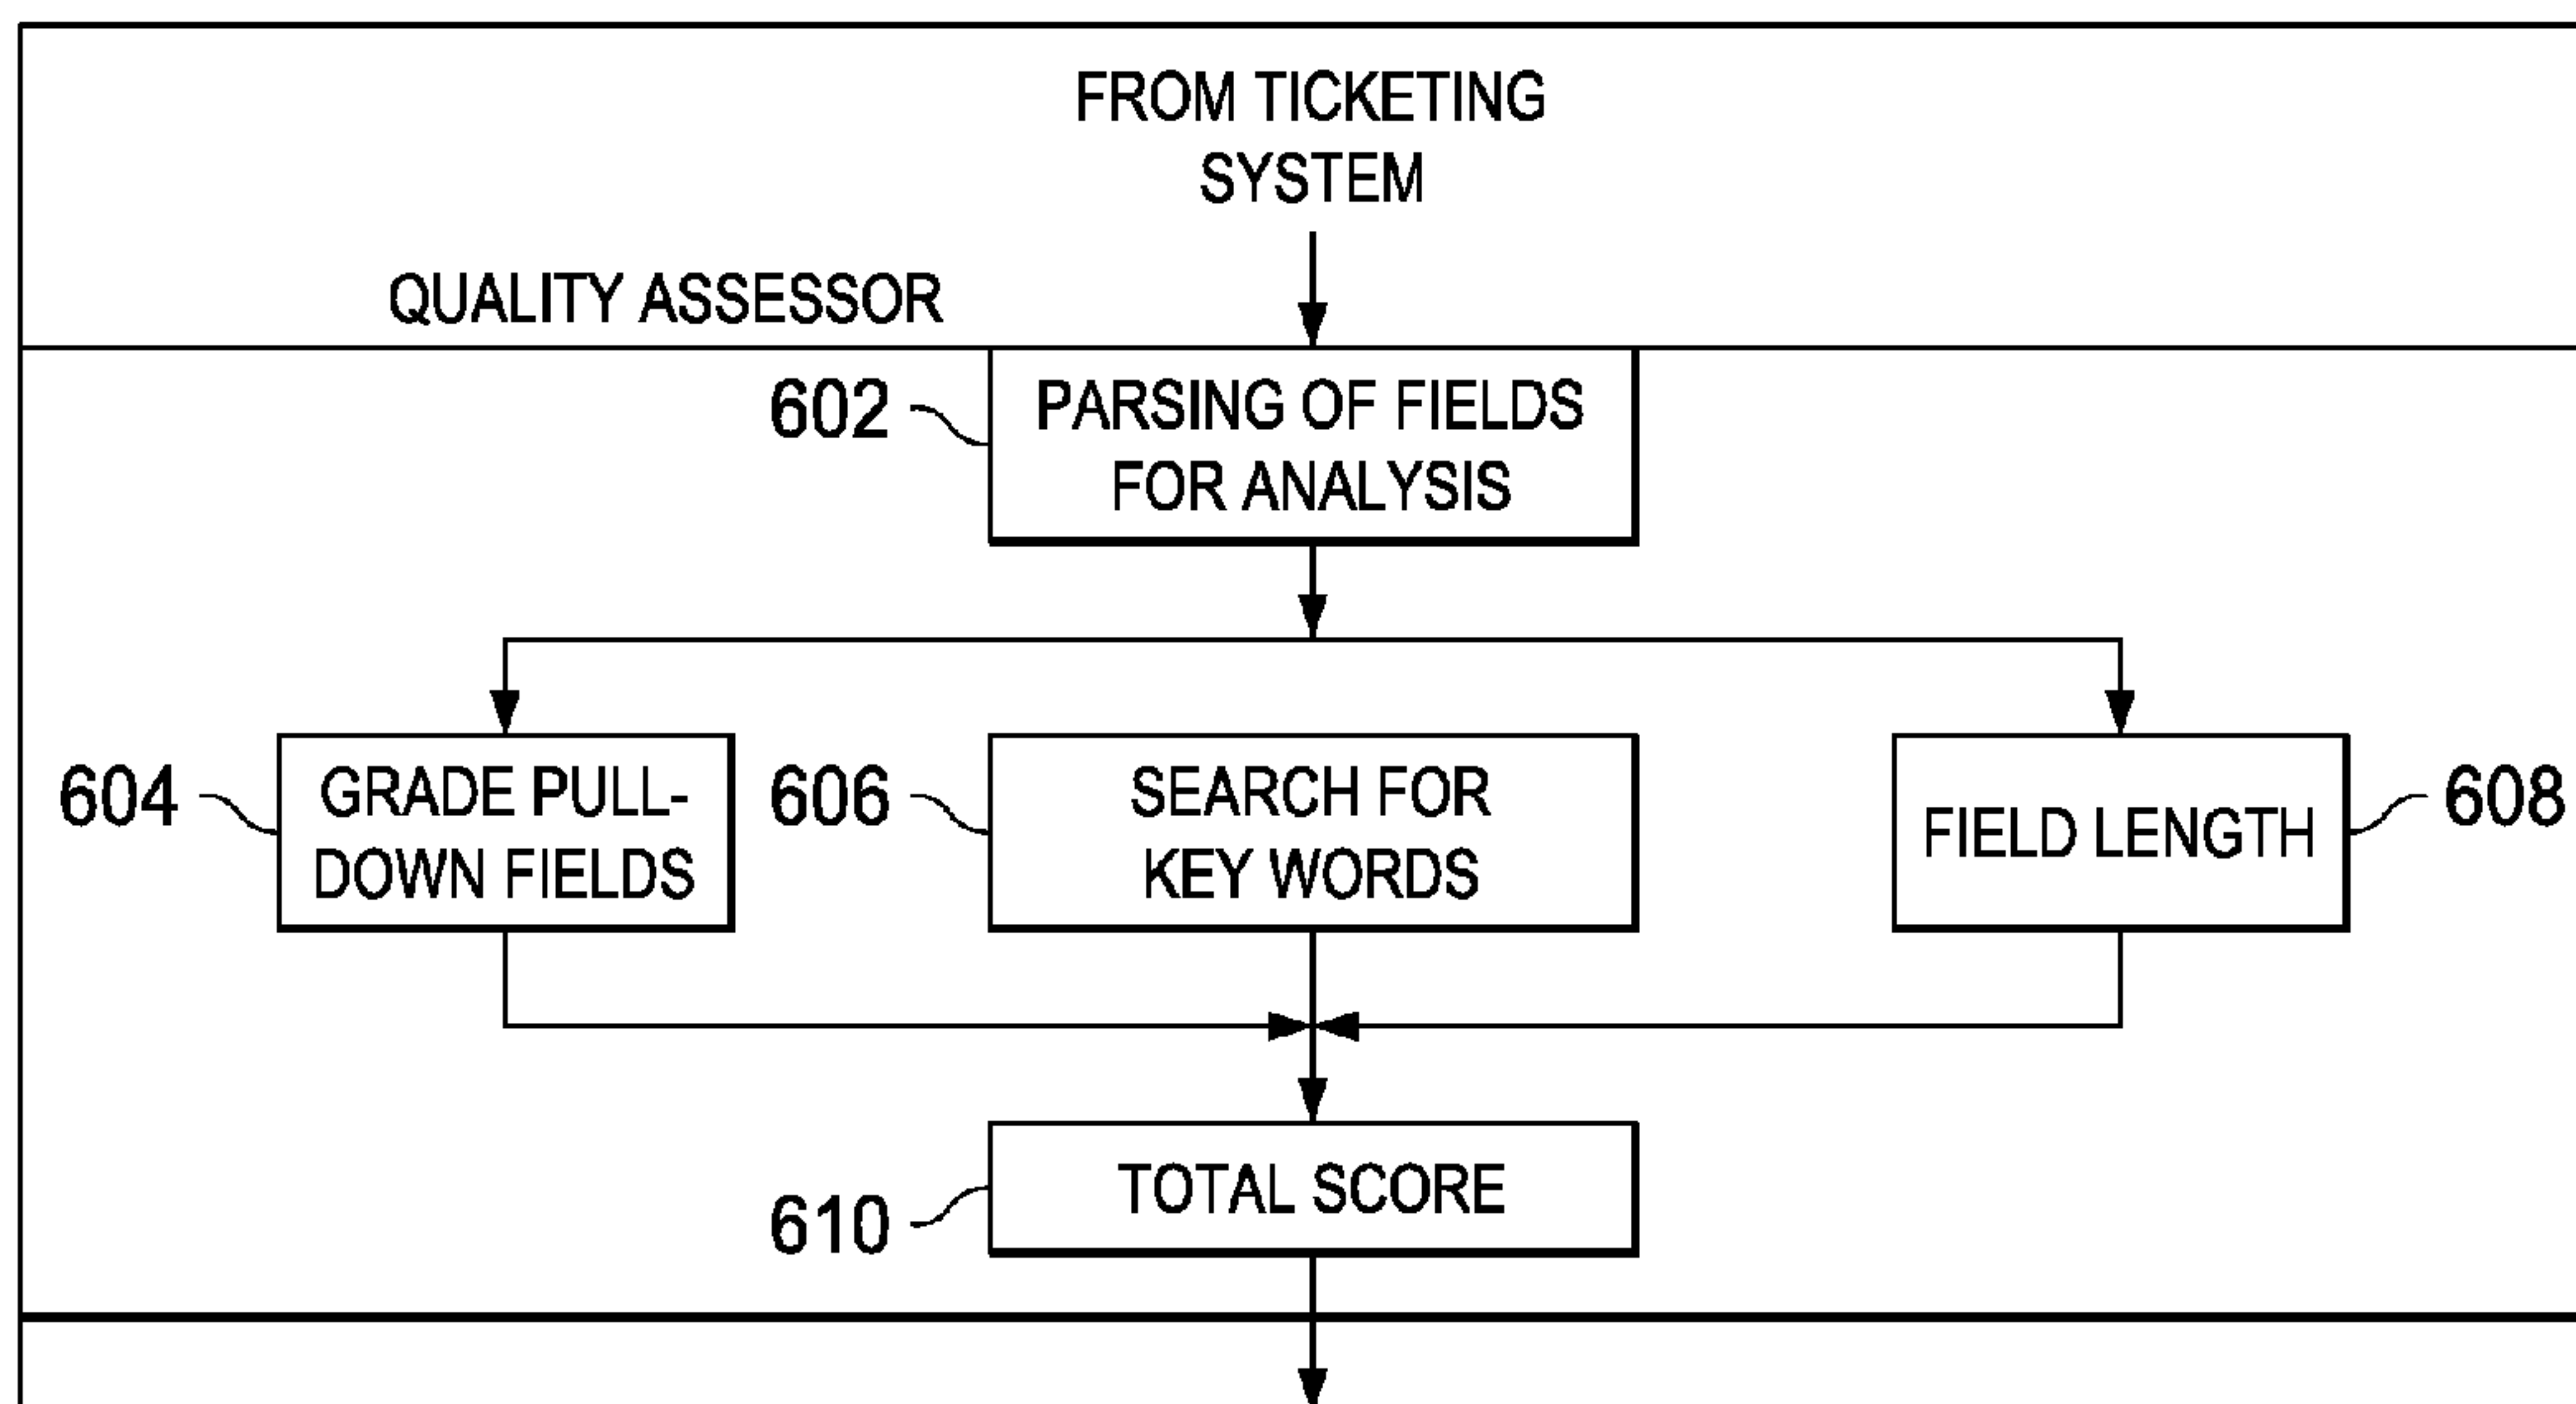 FROM TICKETING
SYSTEM
QUALITY ASSESSOR
602
PARSING OF FIELDS
FOR ANALYSIS
604
GRADE PULL-
DOWN FIELDS
606
SEARCH FOR
KEY WORDS
FIELD LENGTH
608
610
TOTAL SCORE